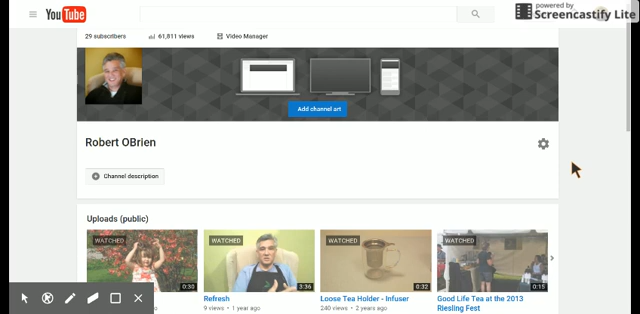 powered by
Screencastify Lite
YouTube
29 subscribers
61,811 views
Video Manager
Add channel art
Robert OBrien
Channel description
Uploads (public)
WATCHED
0:30
WATCHED
3:36
WATCHED
0:32
WATCHED
0:15
Refresh
9 views • 1 year ago
Loose Tea Holder - Infuser
240 views • 2 years ago
Good Life Tea at the 2013
Riesling Fest